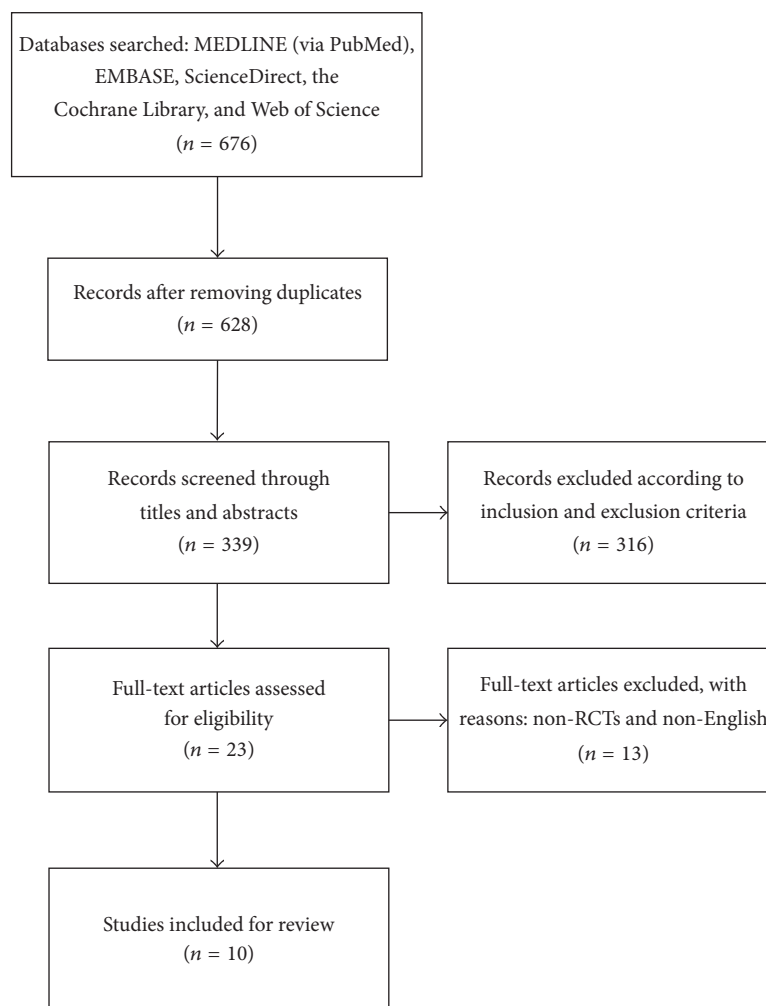 Databases searched: MEDLINE (via PubMed),
EMBASE, ScienceDirect, the
Cochrane Library, and Web of Science
(n = 676)
Records after removing duplicates
(n = 628)
Records screened through
titles and abstracts
(n = 339)
Records excluded according to
inclusion and exclusion criteria
(n = 316)
Full-text articles assessed
for eligibility
(n = 23)
Full-text articles excluded, with
reasons: non-RCTs and non-English
(n = 13)
Studies included for review
(n = 10)